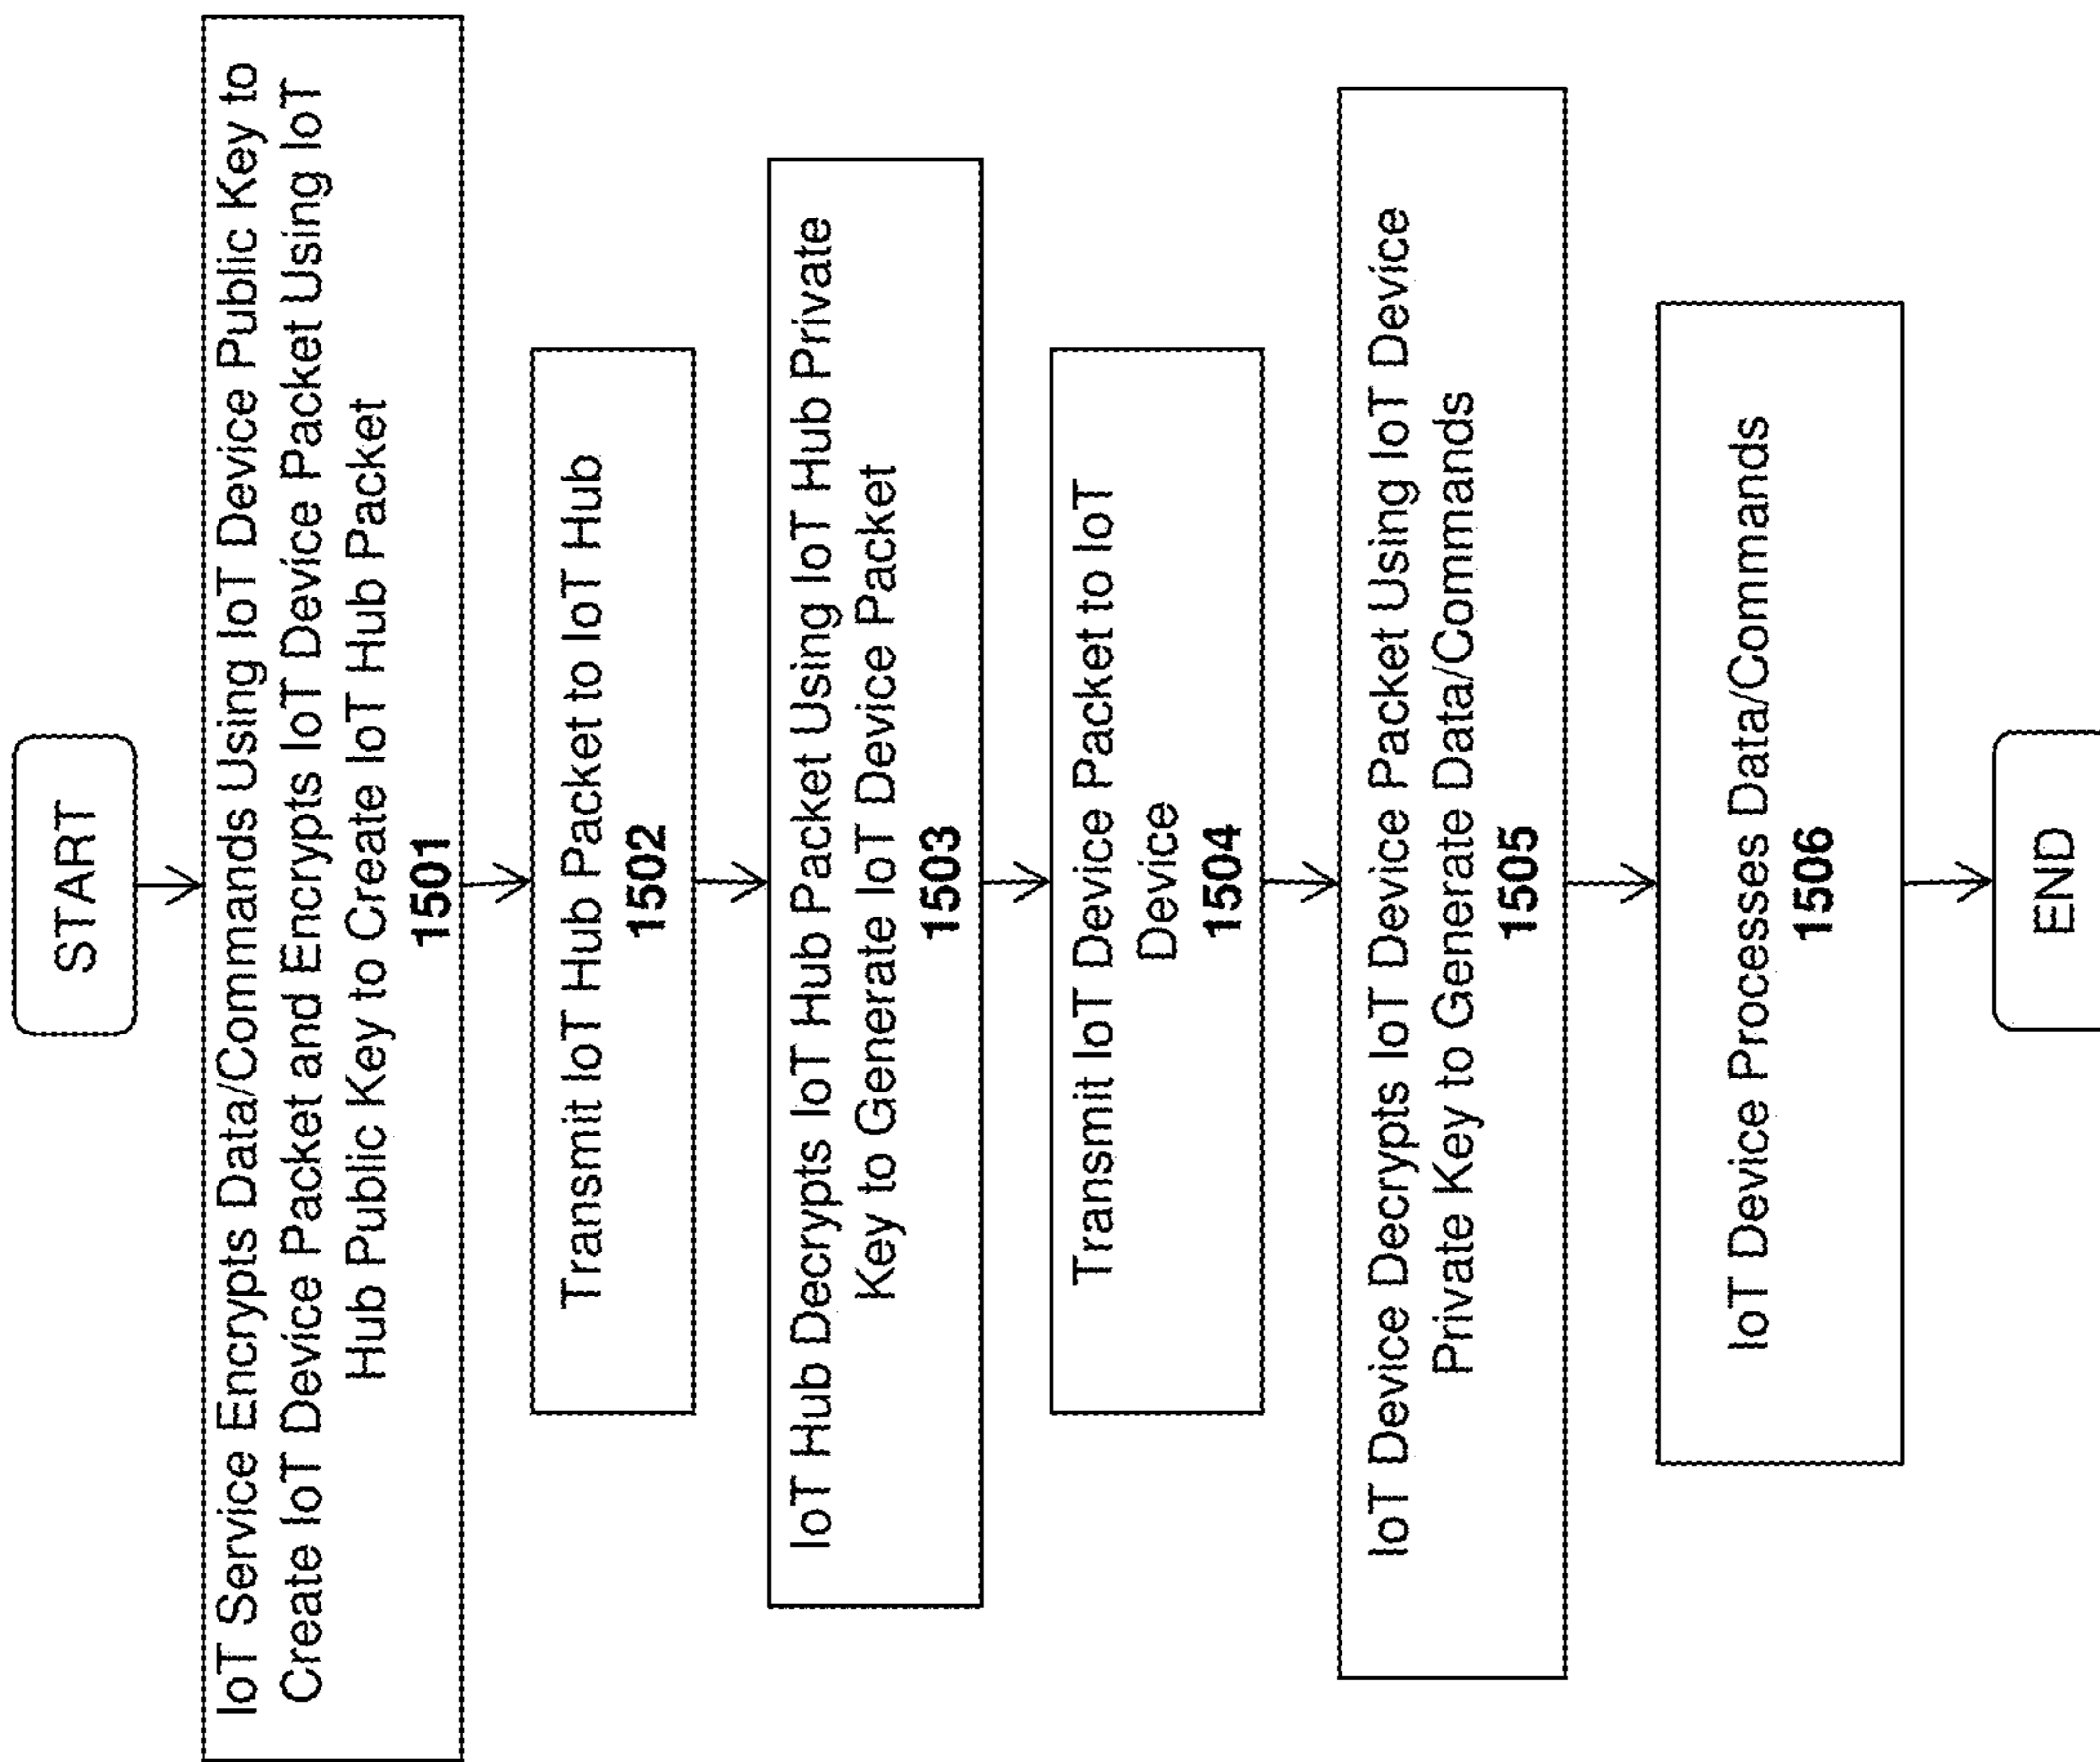 START
IoT Service Encrypts Data/Commands Using IoT Device Public Key to
Create IoT Device Packet and Encrypts IoT Device Packet Using IoT
Hub Public Key to Create IoT Hub Packet
1501
Transmit IoT Hub Packet to IoT Hub
1502
IoT Hub Decrypts IoT Hub Packet Using IoT Hub Private
Key to Generate IoT Device Packet
1503
Transmit IoT Device Packet to IoT
Device
1504
IoT Device Decrypts IoT Device Packet Using IoT Device
Private Key to Generate Data/Commands
1505
IoT Device Processes Data/Commands
1506
END